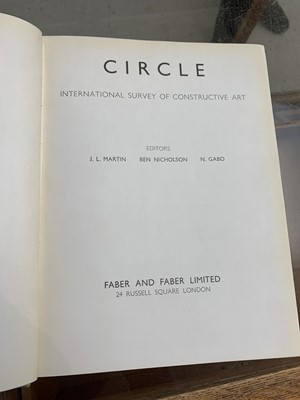 CIRCLE
INTERNATIONAL SURVEY OF CONSTRUCTIVE ART
EDITORS
J. L. MARTIN BEN NICHOLSON N. GABO
FABER AND FABER LIMITED
24 RUSSELL SQUARE LONDON